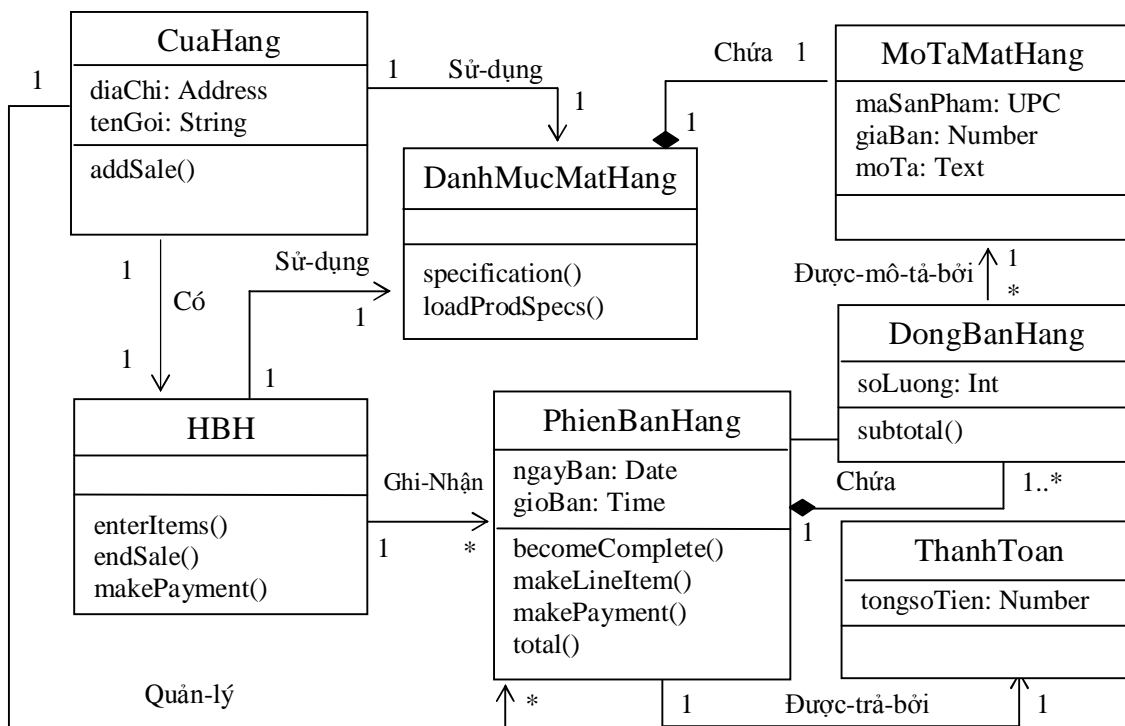 CuaHang
diaChi: Address
tenGoi: String
addSale()
1
1
Sử-dụng
1
Chứa
1
1
MoTaMatHang
maSanPham: UPC
giaBan: Number
moTa: Text
DanhMucMatHang
specification()
loadProdSpecs()
1
Có
1
Sử-dụng
1
1
Được-mô-tả-bởi
1
*
DongBanHang
soLuong: Int
subtotal()
HBH
enterItems()
endSale()
makePayment()
Ghi-Nhận
1
*
PhienBanHang
ngayBan: Date
gioBan: Time
becomeComplete()
makeLineItem()
makePayment()
total()
Chứa
1..*
1
ThanhToan
tongsoTien: Number
Quản-lý
*
1
Được-trả-bởi
1